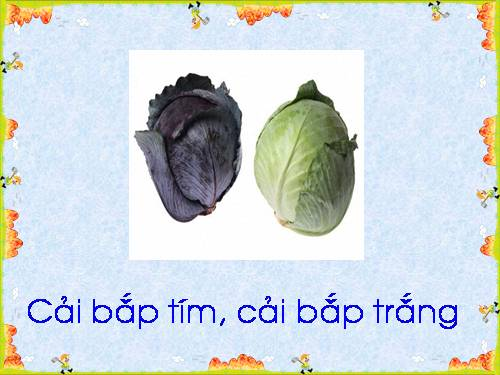 Cải bắp tím, cải bắp trắng